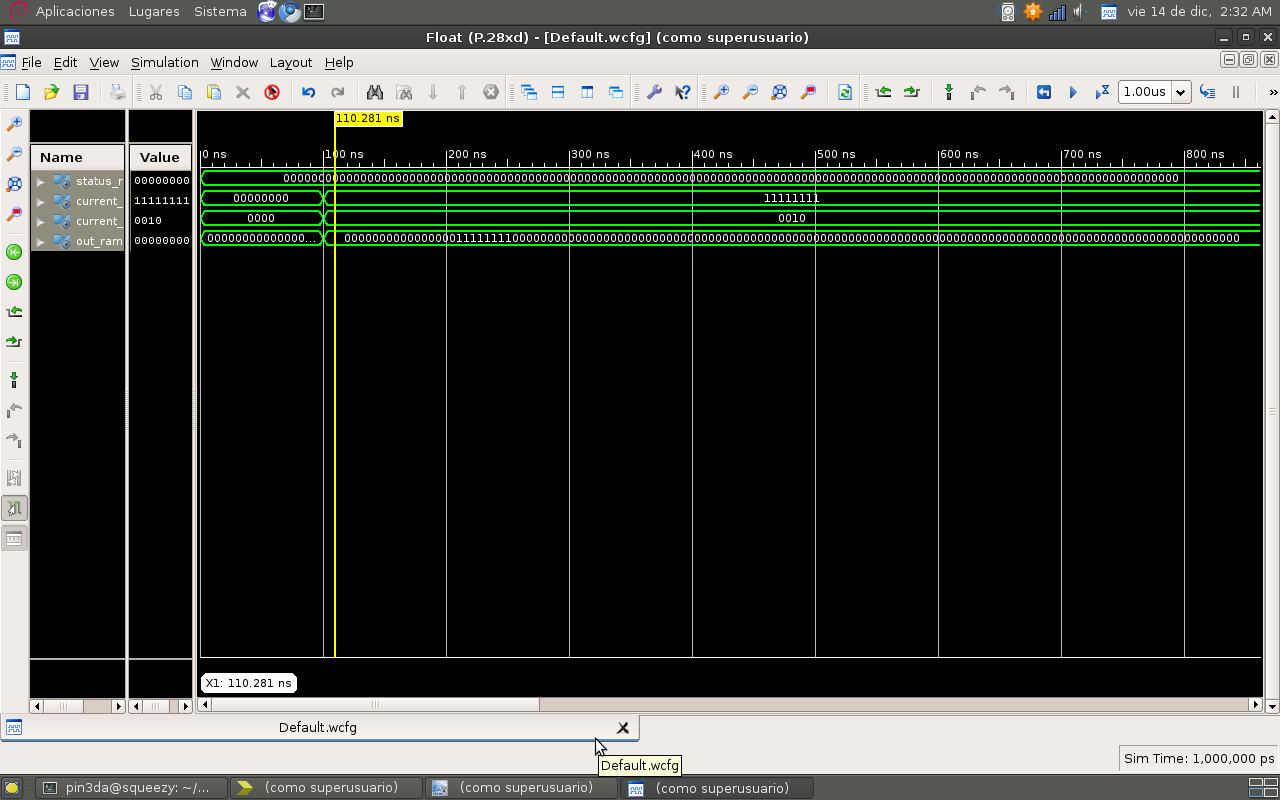 Aplicaciones Lugares Sistema vie 14 de dic, 2:32 AM
Float (P.28xd) - [Default.wcfg] (como superusuario)
File Edit View Simulation Window Layout Help
1.00us »
110.281 ns
Name Value 0 ns 100 ns 200 ns 300 ns 400 ns 500 ns 600 ns 700 ns 800 ns
status_r 00000000 00000000000000000000000000000000000000000000000000000000000000000000000000000000000000000000000000000000000000000000000000000000
current_ 11111111 00000000 11111111
current_ 0010 0000 0010
out_ram 00000000 00000000000000... 00000000000000001111111100000000000000000000000000000000000000000000000000000000000000000000000000000000000000000000000000000000
X1: 110.281 ns
Default.wcfg
Default.wcfg
Sim Time: 1,000,000 ps
pin3da@squeezy: ~/... (como superusuario) (como superusuario) (como superusuario)